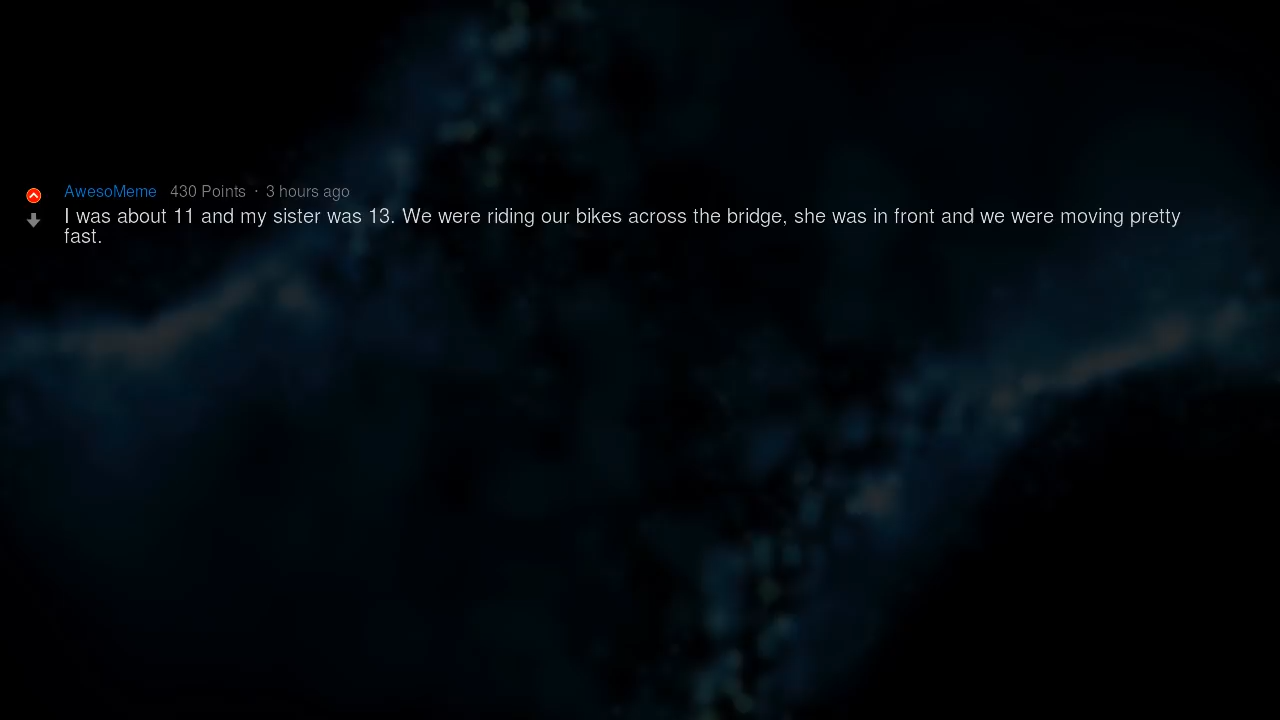 AwesoMeme 430 Points · 3 hours ago
I was about 11 and my sister was 13. We were riding our bikes across the bridge, she was in front and we were moving pretty
fast.